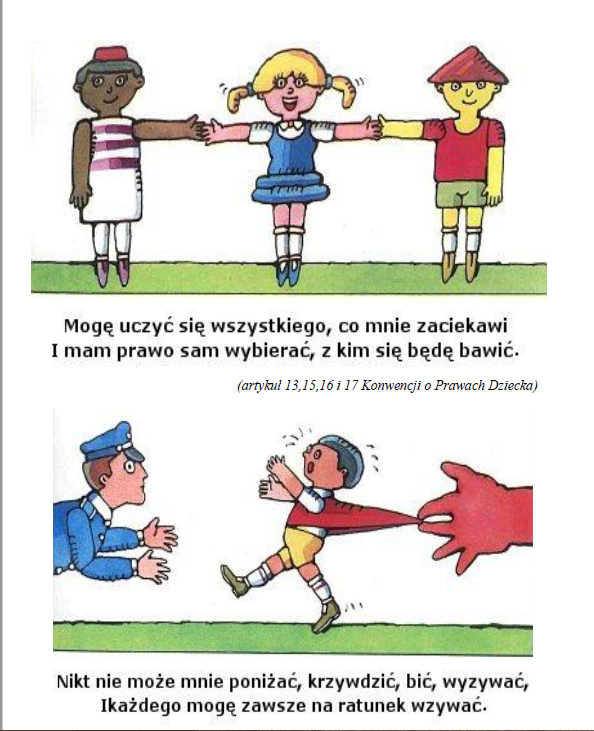 Mogę uczyć się wszystkiego, co mnie zaciekawi
I mam prawo sam wybierać, z kim się będę bawić.
(artykuł 13,15,16 i 17 Konwencji o Prawach Dziecka)
Nikt nie może mnie poniżać, krzywdzić, bić, wyzywać,
Ikażdego mogę zawsze na ratunek wzywać.